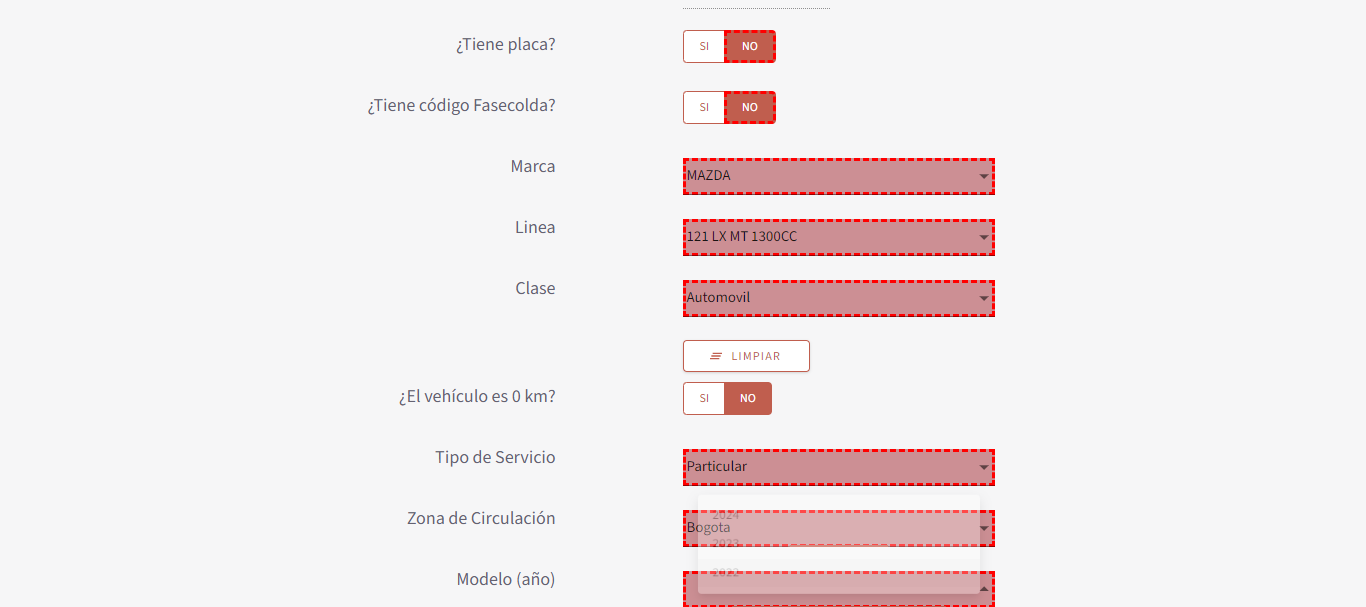 ¿Tiene placa? SI NO
¿Tiene código Fasecolda? SI NO
Marca MAZDA
Linea 121 LX MT 1300CC
Clase Automovil
LIMPIAR
¿El vehículo es 0 km? SI NO
Tipo de Servicio Particular
2024
Zona de Circulación Bogota
2023
2022
Modelo (año)